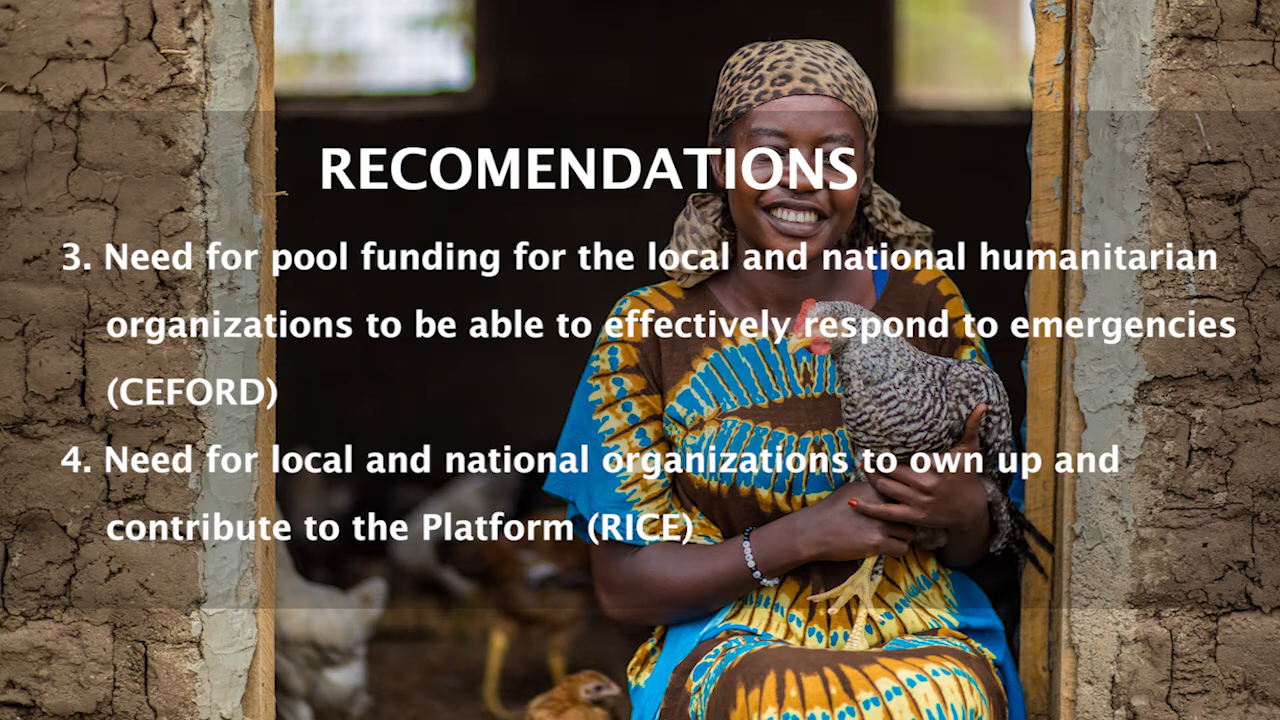 RECOMENDATIONS
3. Need for pool funding for the local and national humanitarian
organizations to be able to effectively respond to emergencies
(CEFORD)
4. Need for local and national organizations to own up and
contribute to the Platform (RICE)